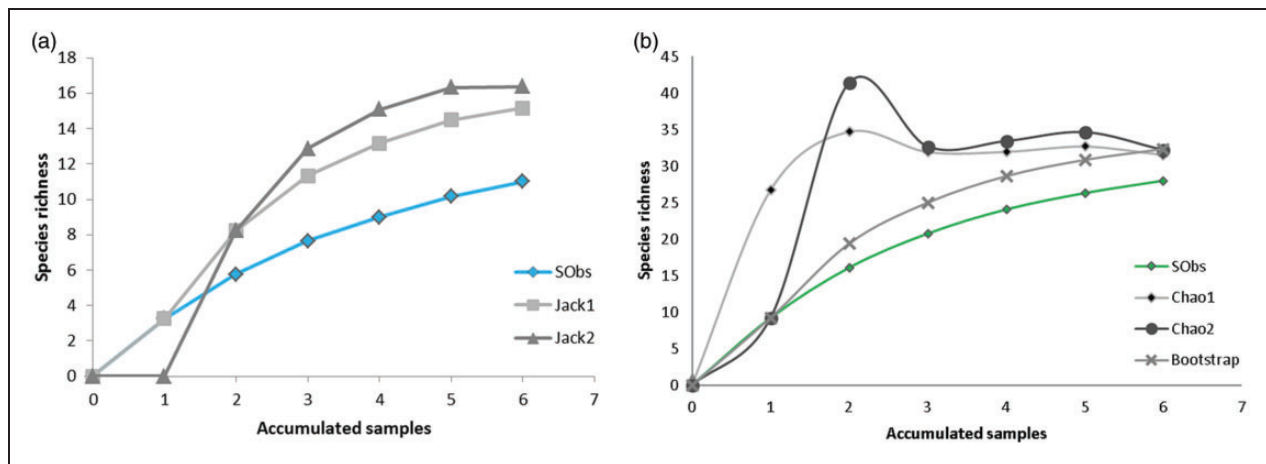 (a)
18
16
14
12
10
8
6
4
2
0
Species richness
0 1 2 3 4 5 6 7
Accumulated samples
SObs
Jack1
Jack2
(b)
45
40
35
30
25
20
15
10
5
0
Species richness
0 1 2 3 4 5 6 7
Accumulated samples
SObs
Chao1
Chao2
Bootstrap